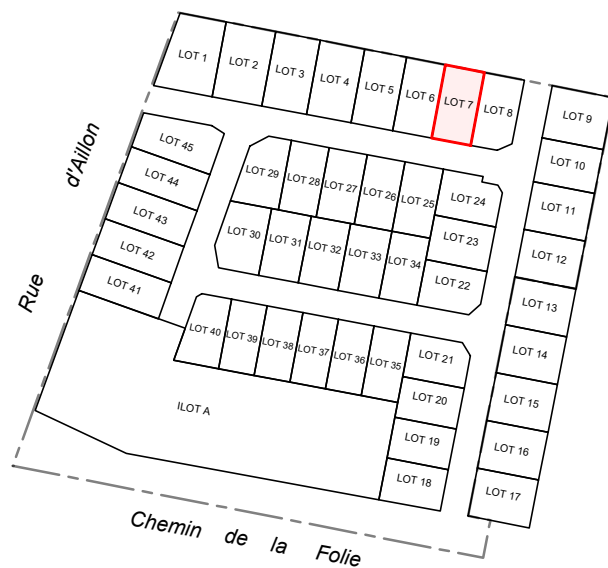 LOT 1
LOT 2
LOT 3
LOT 4
LOT 5
LOT 6
LOT 7
LOT 8
LOT 9
LOT 10
LOT 11
LOT 12
LOT 13
LOT 14
LOT 15
LOT 16
LOT 17
LOT 45
LOT 44
LOT 43
LOT 42
LOT 41
LOT 29
LOT 28
LOT 27
LOT 26
LOT 25
LOT 24
LOT 23
LOT 22
LOT 30
LOT 31
LOT 32
LOT 33
LOT 34
LOT 40
LOT 39
LOT 38
LOT 37
LOT 36
LOT 35
LOT 21
LOT 20
LOT 19
LOT 18
ILOT A
Rue d'Aillon
Chemin de la Folie